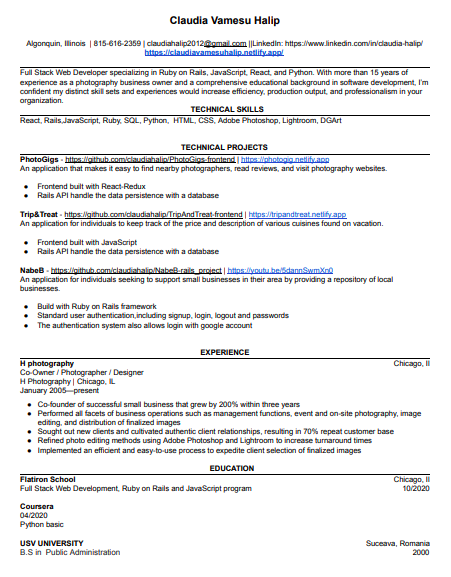 Claudia Vamesu Halip
Algonquin, Illinois | 815-616-2359 | claudiahalip2012@gmail.com ||LinkedIn: https://www.linkedin.com/in/claudia-halip/
https://claudiavamesuhalip.netlify.app/
Full Stack Web Developer specializing in Ruby on Rails, JavaScript, React, and Python. With more than 15 years of
experience as a photography business owner and a comprehensive educational background in software development, I'm
confident my distinct skill sets and experiences would increase efficiency, production output, and professionalism in your
organization.
TECHNICAL SKILLS
React, Rails,JavaScript, Ruby, SQL, Python, HTML, CSS, Adobe Photoshop, Lightroom, DGArt
TECHNICAL PROJECTS
PhotoGigs - https://github.com/claudiahalip/PhotoGigs-frontend | https://photogig.netlify.app
An application that makes it easy to find nearby photographers, read reviews, and visit photography websites.
● Frontend built with React-Redux
● Rails API handle the data persistence with a database
Trip&Treat - https://github.com/claudiahalip/TripAndTreat-frontend | https://tripandtreat.netlify.app
An application for individuals to keep track of the price and description of various cuisines found on vacation.
● Frontend built with JavaScript
● Rails API handle the data persistence with a database
NabeB - https://github.com/claudiahalip/NabeB-rails_project | https://youtu.be/5dannSwmXn0
An application for individuals seeking to support small businesses in their area by providing a repository of local
businesses.
● Build with Ruby on Rails framework
● Standard user authentication,including signup, login, logout and passwords
● The authentication system also allows login with google account
EXPERIENCE
H photography Chicago, Il
Co-Owner / Photographer / Designer
H Photography | Chicago, IL
January 2005—present
● Co-founder of successful small business that grew by 200% within three years
● Performed all facets of business operations such as management functions, event and on-site photography, image
editing, and distribution of finalized images
● Sought out new clients and cultivated authentic client relationships, resulting in 70% repeat customer base
● Refined photo editing methods using Adobe Photoshop and Lightroom to increase turnaround times
● Implemented an efficient and easy-to-use process to expedite client selection of finalized images
EDUCATION
Flatiron School Chicago, Il
Full Stack Web Development, Ruby on Rails and JavaScript program 10/2020
Coursera
04/2020
Python basic
USV UNIVERSITY Suceava, Romania
B.S in Public Administration 2000